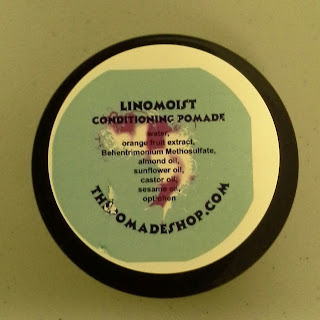 LINOMOIST
CONDITIONING POMADE
water,
orange fruit extract,
Behentrimonium Methosulfate,
almond oil,
sunflower oil,
castor oil,
sesame oil,
optiphen
THEPOMADESHOP.COM